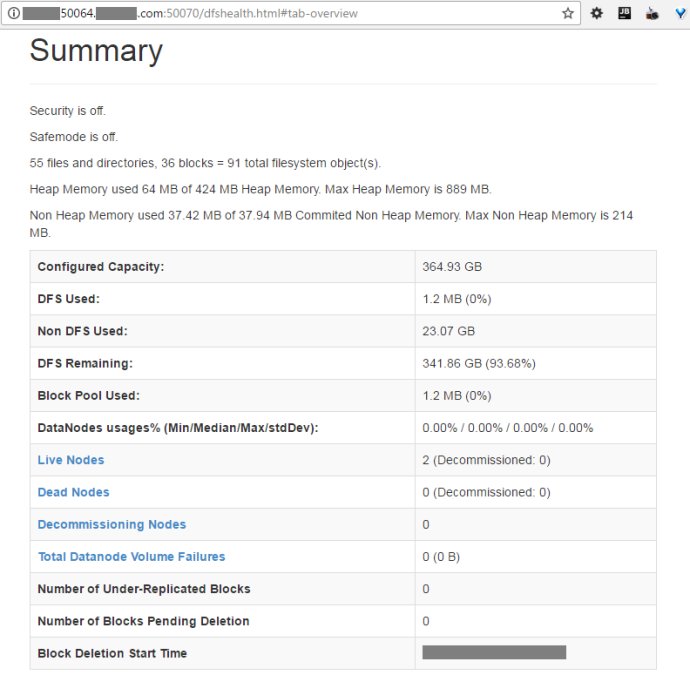 50064. .com:50070/dfshealth.html#tab-overview
JB
Summary
Security is off.
Safemode is off.
55 files and directories, 36 blocks = 91 total filesystem object(s).
Heap Memory used 64 MB of 424 MB Heap Memory. Max Heap Memory is 889 MB.
Non Heap Memory used 37.42 MB of 37.94 MB Commited Non Heap Memory. Max Non Heap Memory is 214
MB.
Configured Capacity: 364.93 GB
DFS Used: 1.2 MB (0%)
Non DFS Used: 23.07 GB
DFS Remaining: 341.86 GB (93.68%)
Block Pool Used: 1.2 MB (0%)
DataNodes usages% (Min/Median/Max/stdDev): 0.00% / 0.00% / 0.00% / 0.00%
Live Nodes 2 (Decommissioned: 0)
Dead Nodes 0 (Decommissioned: 0)
Decommissioning Nodes 0
Total Datanode Volume Failures 0 (0 B)
Number of Under-Replicated Blocks 0
Number of Blocks Pending Deletion 0
Block Deletion Start Time